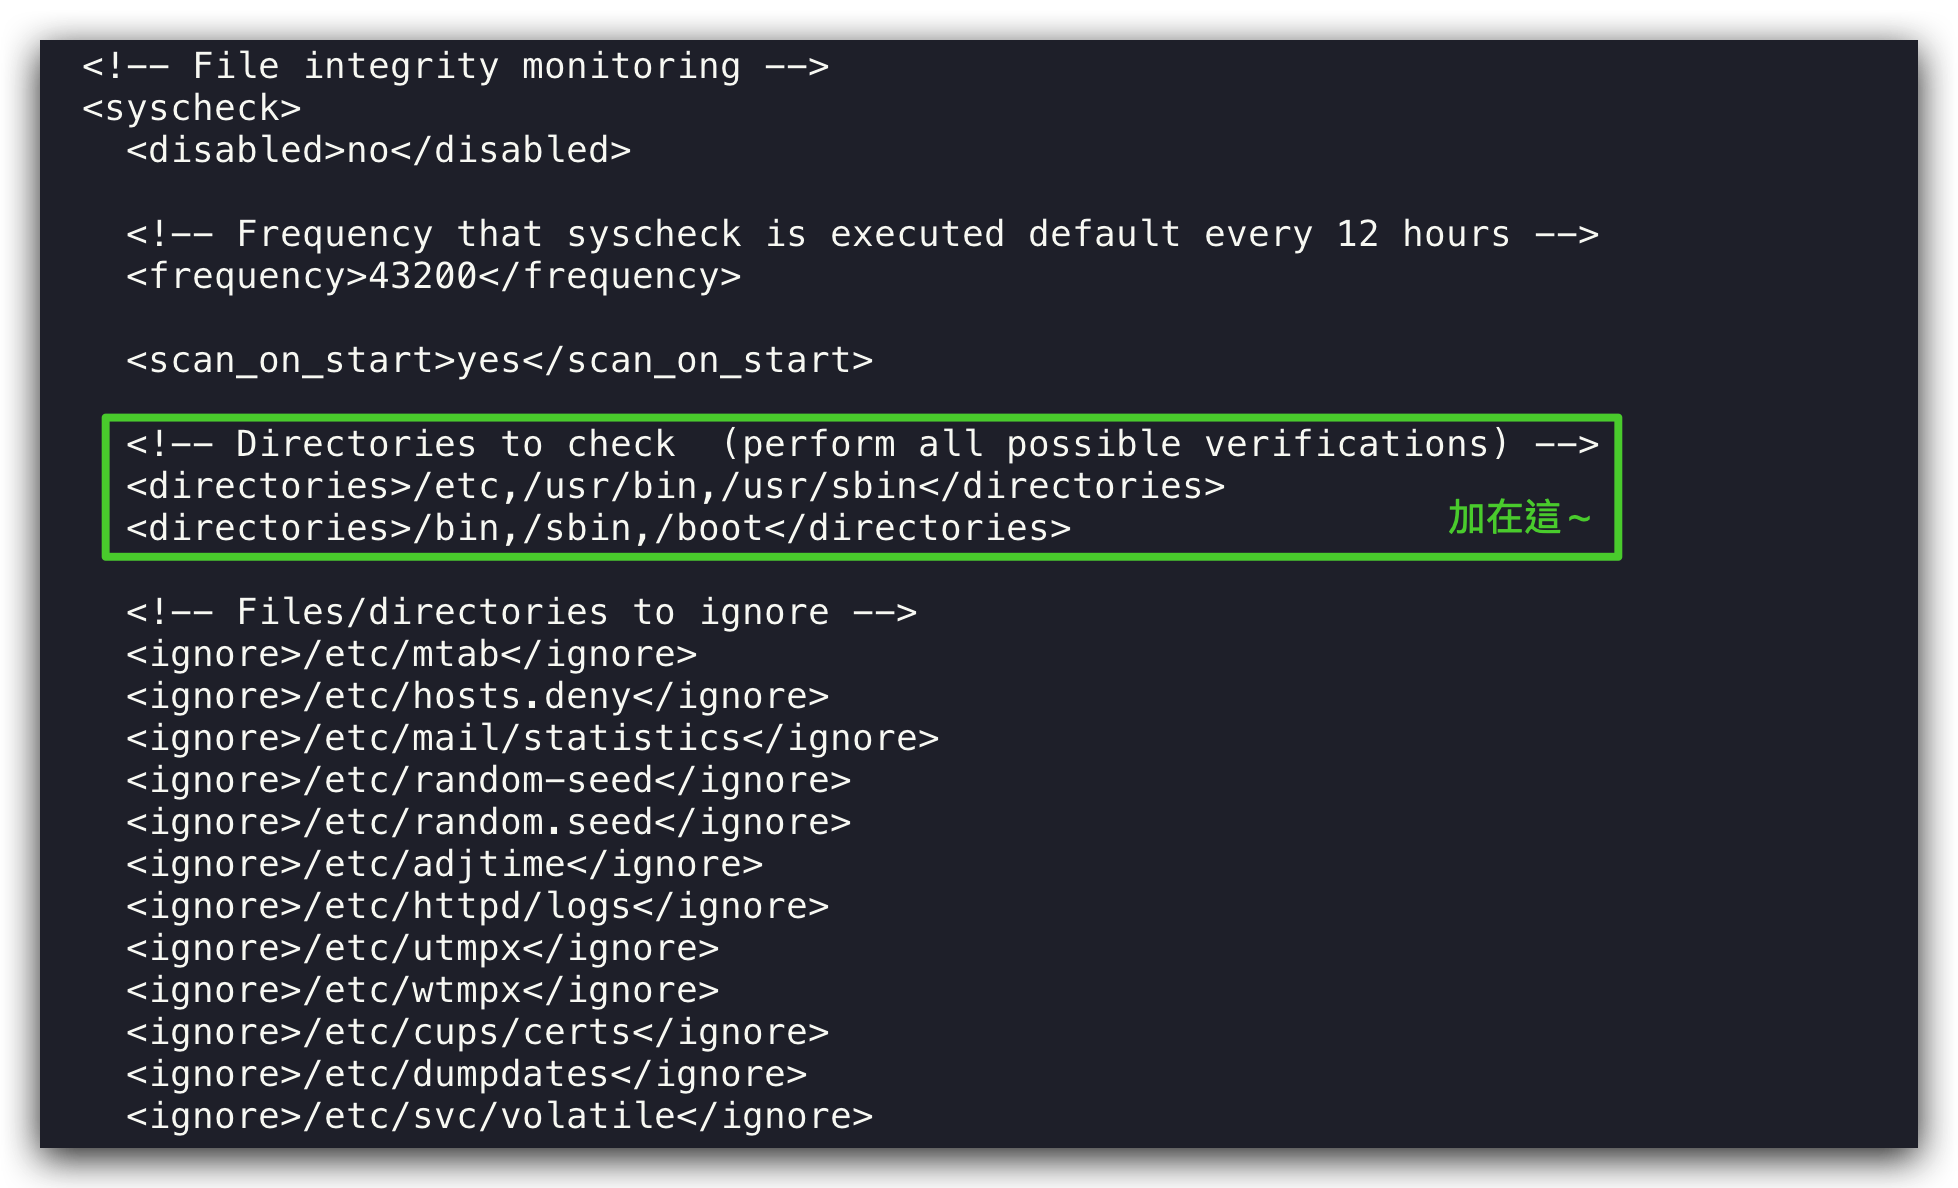 <!-- File integrity monitoring -->
<syscheck>
<disabled>no</disabled>
<!-- Frequency that syscheck is executed default every 12 hours -->
<frequency>43200</frequency>
<scan_on_start>yes</scan_on_start>
<!-- Directories to check  (perform all possible verifications) -->
<directories>/etc,/usr/bin,/usr/sbin</directories>
<directories>/bin,/sbin,/boot</directories>
加在這~
<!-- Files/directories to ignore -->
<ignore>/etc/mtab</ignore>
<ignore>/etc/hosts.deny</ignore>
<ignore>/etc/mail/statistics</ignore>
<ignore>/etc/random-seed</ignore>
<ignore>/etc/random.seed</ignore>
<ignore>/etc/adjtime</ignore>
<ignore>/etc/httpd/logs</ignore>
<ignore>/etc/utmpx</ignore>
<ignore>/etc/wtmpx</ignore>
<ignore>/etc/cups/certs</ignore>
<ignore>/etc/dumpdates</ignore>
<ignore>/etc/svc/volatile</ignore>